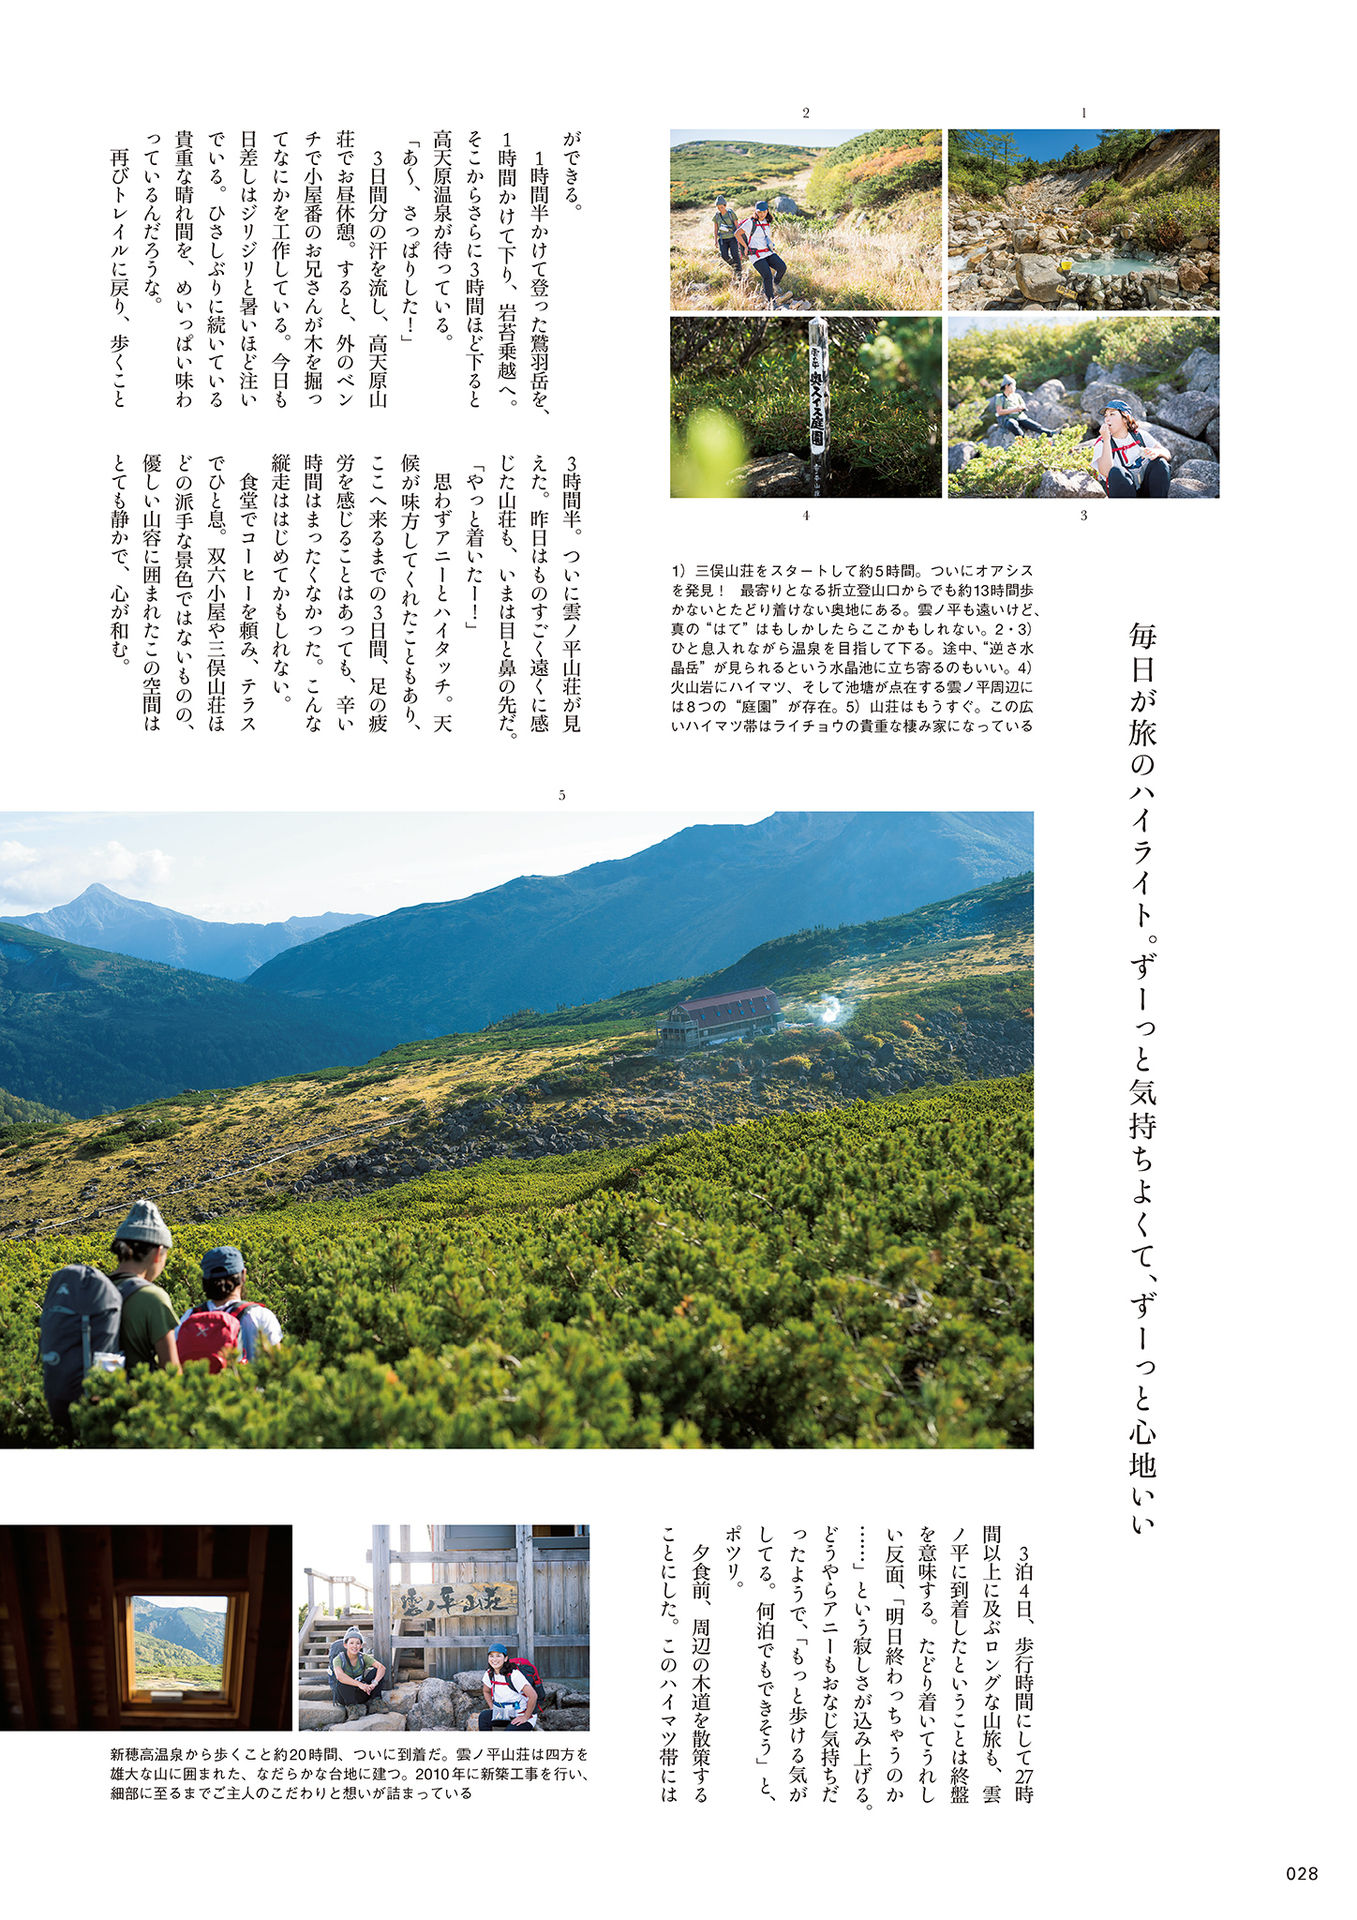 毎日が旅のハイライト。ずーっと気持ちよくて、ずーっと心地いい
2
1
雲ノ平
奥スイス庭園
雲ノ平山荘
4
3
1）三俣山荘をスタートして約5時間。ついにオアシス
を発見！　最寄りとなる折立登山口からでも約13時間歩
かないとたどり着けない奥地にある。雲ノ平も遠いけど、
真の“はて”はもしかしたらここかもしれない。2・3）
ひと息入れながら温泉を目指して下る。途中、“逆さ水
晶岳”が見られるという水晶池に立ち寄るのもいい。4）
火山岩にハイマツ、そして池塘が点在する雲ノ平周辺に
は8つの“庭園”が存在。5）山荘はもうすぐ。この広
いハイマツ帯はライチョウの貴重な棲み家になっている
ができる。
1時間半かけて登った鷲羽岳を、
1時間かけて下り、岩苔乗越へ。
そこからさらに3時間ほど下ると
高天原温泉が待っている。
「あ〜、さっぱりした！」
3日間分の汗を流し、高天原山
荘でお昼休憩。すると、外のベン
チで小屋番のお兄さんが木を掘っ
てなにかを工作している。今日も
日差しはジリジリと暑いほど注い
でいる。ひさしぶりに続いている
貴重な晴れ間を、めいっぱい味わ
っているんだろうな。
再びトレイルに戻り、歩くこと
3時間半。ついに雲ノ平山荘が見
えた。昨日はものすごく遠くに感
じた山荘も、いまは目と鼻の先だ。
「やっと着いたー！」
思わずアニーとハイタッチ。天
候が味方してくれたこともあり、
ここへ来るまでの3日間、足の疲
労を感じることはあっても、辛い
時間はまったくなかった。こんな
縦走ははじめてかもしれない。
食堂でコーヒーを頼み、テラス
でひと息。双六小屋や三俣山荘ほ
どの派手な景色ではないものの、
優しい山容に囲まれたこの空間は
とても静かで、心が和む。
5
3泊4日、歩行時間にして27時
間以上に及ぶロングな山旅も、雲
ノ平に到着したということは終盤
を意味する。たどり着いてうれし
い反面、「明日終わっちゃうのか
……」という寂しさが込み上げる。
どうやらアニーもおなじ気持ちだ
ったようで、「もっと歩ける気が
してる。何泊でもできそう」と、
ポツリ。
夕食前、周辺の木道を散策する
ことにした。このハイマツ帯には
雲ノ平山荘
新穂高温泉から歩くこと約20時間、ついに到着だ。雲ノ平山荘は四方を
雄大な山に囲まれた、なだらかな台地に建つ。2010年に新築工事を行い、
細部に至るまでご主人のこだわりと想いが詰まっている
028